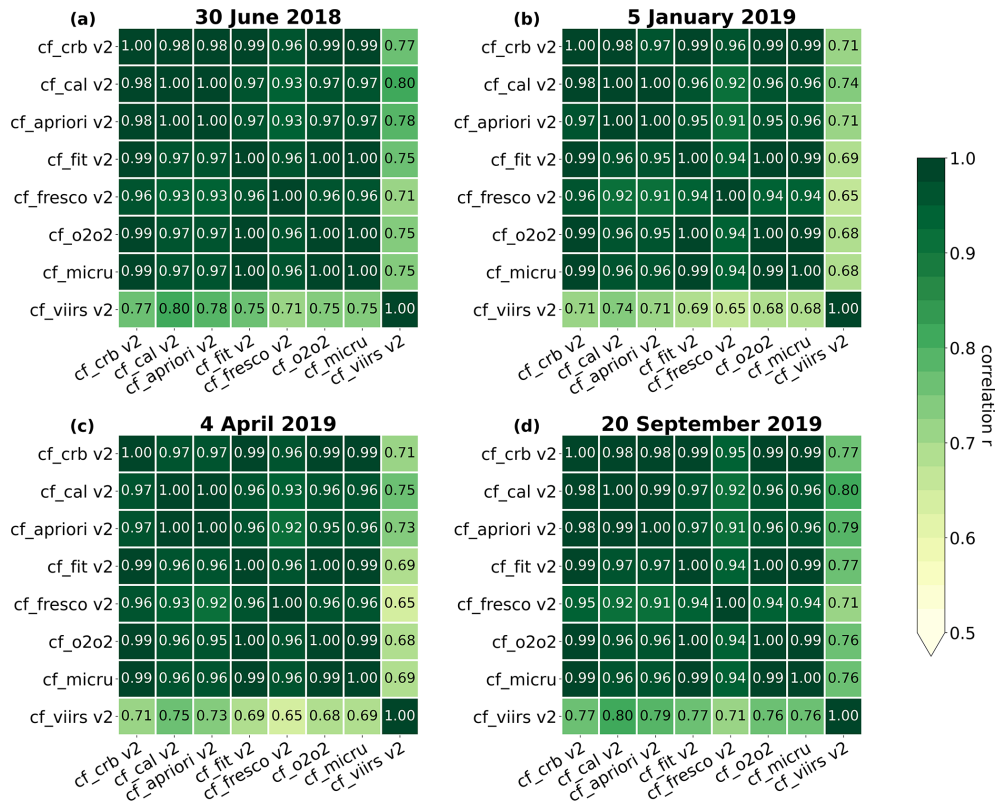 (a) 30 June 2018
cf_crb v2 1.00 0.98 0.98 0.99 0.96 0.99 0.99 0.77
cf_cal v2 0.98 1.00 1.00 0.97 0.93 0.97 0.97 0.80
cf_apriori v2 0.98 1.00 1.00 0.97 0.93 0.97 0.97 0.78
cf_fit v2 0.99 0.97 0.97 1.00 0.96 1.00 1.00 0.75
cf_fresco v2 0.96 0.93 0.93 0.96 1.00 0.96 0.96 0.71
cf_o2o2 0.99 0.97 0.97 1.00 0.96 1.00 1.00 0.75
cf_micru 0.99 0.97 0.97 1.00 0.96 1.00 1.00 0.75
cf_viirs v2 0.77 0.80 0.78 0.75 0.71 0.75 0.75 1.00
cf_crb v2 cf_cal v2 cf_apriori v2 cf_fit v2 cf_fresco v2 cf_o2o2 cf_micru cf_viirs v2
(b) 5 January 2019
cf_crb v2 1.00 0.98 0.97 0.99 0.96 0.99 0.99 0.71
cf_cal v2 0.98 1.00 1.00 0.96 0.92 0.96 0.96 0.74
cf_apriori v2 0.97 1.00 1.00 0.95 0.91 0.95 0.96 0.71
cf_fit v2 0.99 0.96 0.95 1.00 0.94 1.00 0.99 0.69
cf_fresco v2 0.96 0.92 0.91 0.94 1.00 0.94 0.94 0.65
cf_o2o2 0.99 0.96 0.95 1.00 0.94 1.00 0.99 0.68
cf_micru 0.99 0.96 0.96 0.99 0.94 0.99 1.00 0.68
cf_viirs v2 0.71 0.74 0.71 0.69 0.65 0.68 0.68 1.00
cf_crb v2 cf_cal v2 cf_apriori v2 cf_fit v2 cf_fresco v2 cf_o2o2 cf_micru cf_viirs v2
(c) 4 April 2019
cf_crb v2 1.00 0.97 0.97 0.99 0.96 0.99 0.99 0.71
cf_cal v2 0.97 1.00 1.00 0.96 0.93 0.96 0.96 0.75
cf_apriori v2 0.97 1.00 1.00 0.96 0.92 0.95 0.96 0.73
cf_fit v2 0.99 0.96 0.96 1.00 0.96 1.00 0.99 0.69
cf_fresco v2 0.96 0.93 0.92 0.96 1.00 0.96 0.96 0.65
cf_o2o2 0.99 0.96 0.95 1.00 0.96 1.00 0.99 0.68
cf_micru 0.99 0.96 0.96 0.99 0.96 0.99 1.00 0.69
cf_viirs v2 0.71 0.75 0.73 0.69 0.65 0.68 0.69 1.00
cf_crb v2 cf_cal v2 cf_apriori v2 cf_fit v2 cf_fresco v2 cf_o2o2 cf_micru cf_viirs v2
(d) 20 September 2019
cf_crb v2 1.00 0.98 0.98 0.99 0.95 0.99 0.99 0.77
cf_cal v2 0.98 1.00 0.99 0.97 0.92 0.96 0.96 0.80
cf_apriori v2 0.98 0.99 1.00 0.97 0.91 0.96 0.96 0.79
cf_fit v2 0.99 0.97 0.97 1.00 0.94 1.00 0.99 0.77
cf_fresco v2 0.95 0.92 0.91 0.94 1.00 0.94 0.94 0.71
cf_o2o2 0.99 0.96 0.96 1.00 0.94 1.00 0.99 0.76
cf_micru 0.99 0.96 0.96 0.99 0.94 0.99 1.00 0.76
cf_viirs v2 0.77 0.80 0.79 0.77 0.71 0.76 0.76 1.00
cf_crb v2 cf_cal v2 cf_apriori v2 cf_fit v2 cf_fresco v2 cf_o2o2 cf_micru cf_viirs v2
1.0
0.9
0.8
0.7
0.6
0.5
correlation r